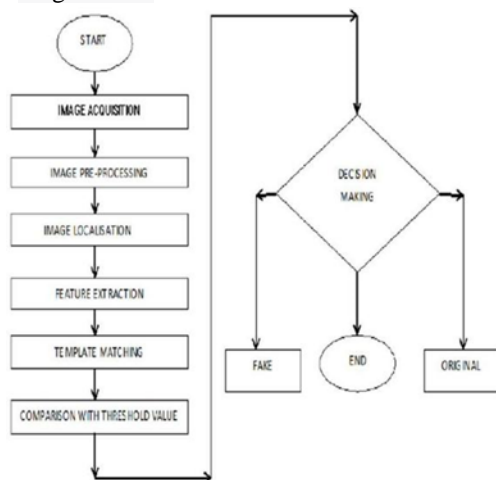 START
IMAGE ACQUISITION
IMAGE PRE-PROCESSING
IMAGE LOCALISATION
FEATURE EXTRACTION
TEMPLATE MATCHING
COMPARISON WITH THRESHOLD VALUE
DECISION
MAKING
FAKE
END
ORIGINAL